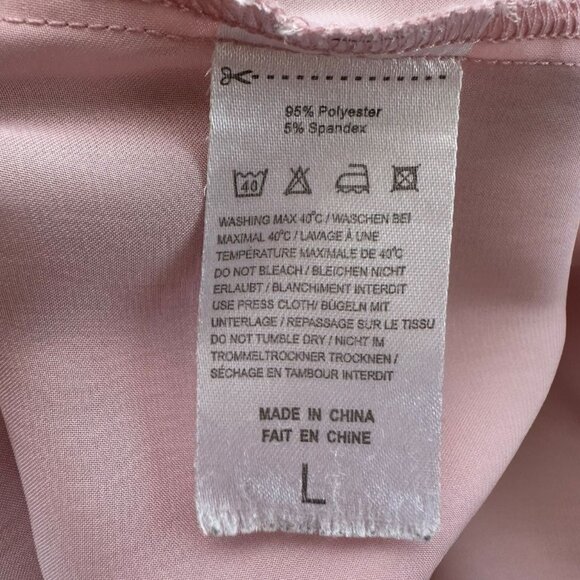 95% Polyester
5% Spandex
40
WASHING MAX 40°C / WASCHEN BEI
MAXIMAL 40°C / LAVAGE À UNE
TEMPÉRATURE MAXIMALE DE 40°C
DO NOT BLEACH / BLEICHEN NICHT
ERLAUBT / BLANCHIMENT INTERDIT
USE PRESS CLOTH / BÜGELN MIT
UNTERLAGE / REPASSAGE SUR LE TISSU
DO NOT TUMBLE DRY / NICHT IM
TROMMELTROCKNER TROCKNEN /
SÉCHAGE EN TAMBOUR INTERDIT
MADE IN CHINA
FAIT EN CHINE
L